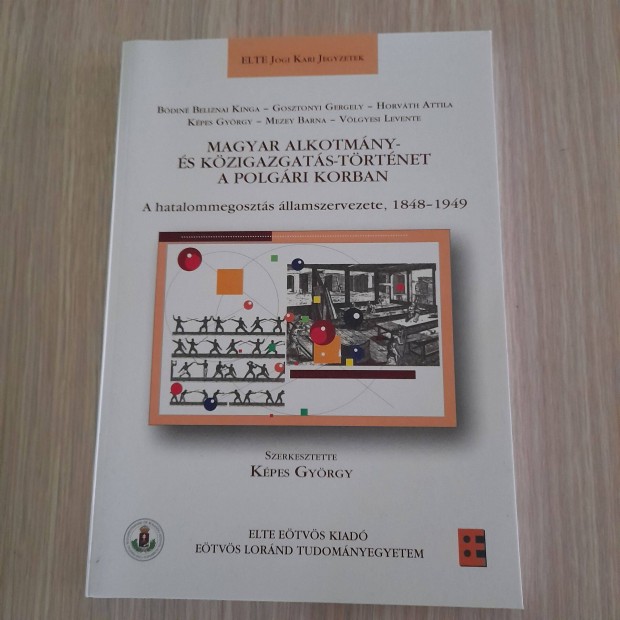 ELTE Jogi Kari Jegyzetek
Bódiné Beliznai Kinga – Gosztonyi Gergely – Horváth Attila
Képes György – Mezey Barna – Völgyesi Levente
MAGYAR ALKOTMÁNY-
ÉS KÖZIGAZGATÁS-TÖRTÉNET
A POLGÁRI KORBAN
A hatalommegosztás államszervezete, 1848–1949
Szerkesztette
Képes György
ELTE EÖTVÖS KIADÓ
EÖTVÖS LORÁND TUDOMÁNYEGYETEM